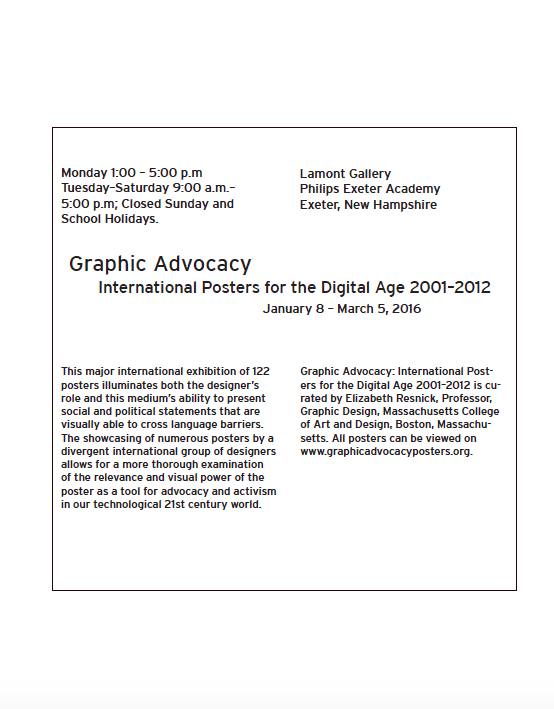 Monday 1:00 – 5:00 p.m
Tuesday–Saturday 9:00 a.m.–
5:00 p.m; Closed Sunday and
School Holidays.
Lamont Gallery
Philips Exeter Academy
Exeter, New Hampshire
Graphic Advocacy
International Posters for the Digital Age 2001–2012
January 8 – March 5, 2016
This major international exhibition of 122
posters illuminates both the designer's
role and this medium's ability to present
social and political statements that are
visually able to cross language barriers.
The showcasing of numerous posters by a
divergent international group of designers
allows for a more thorough examination
of the relevance and visual power of the
poster as a tool for advocacy and activism
in our technological 21st century world.
Graphic Advocacy: International Post-
ers for the Digital Age 2001–2012 is cu-
rated by Elizabeth Resnick, Professor,
Graphic Design, Massachusetts College
of Art and Design, Boston, Massachu-
setts. All posters can be viewed on
www.graphicadvocacyposters.org.